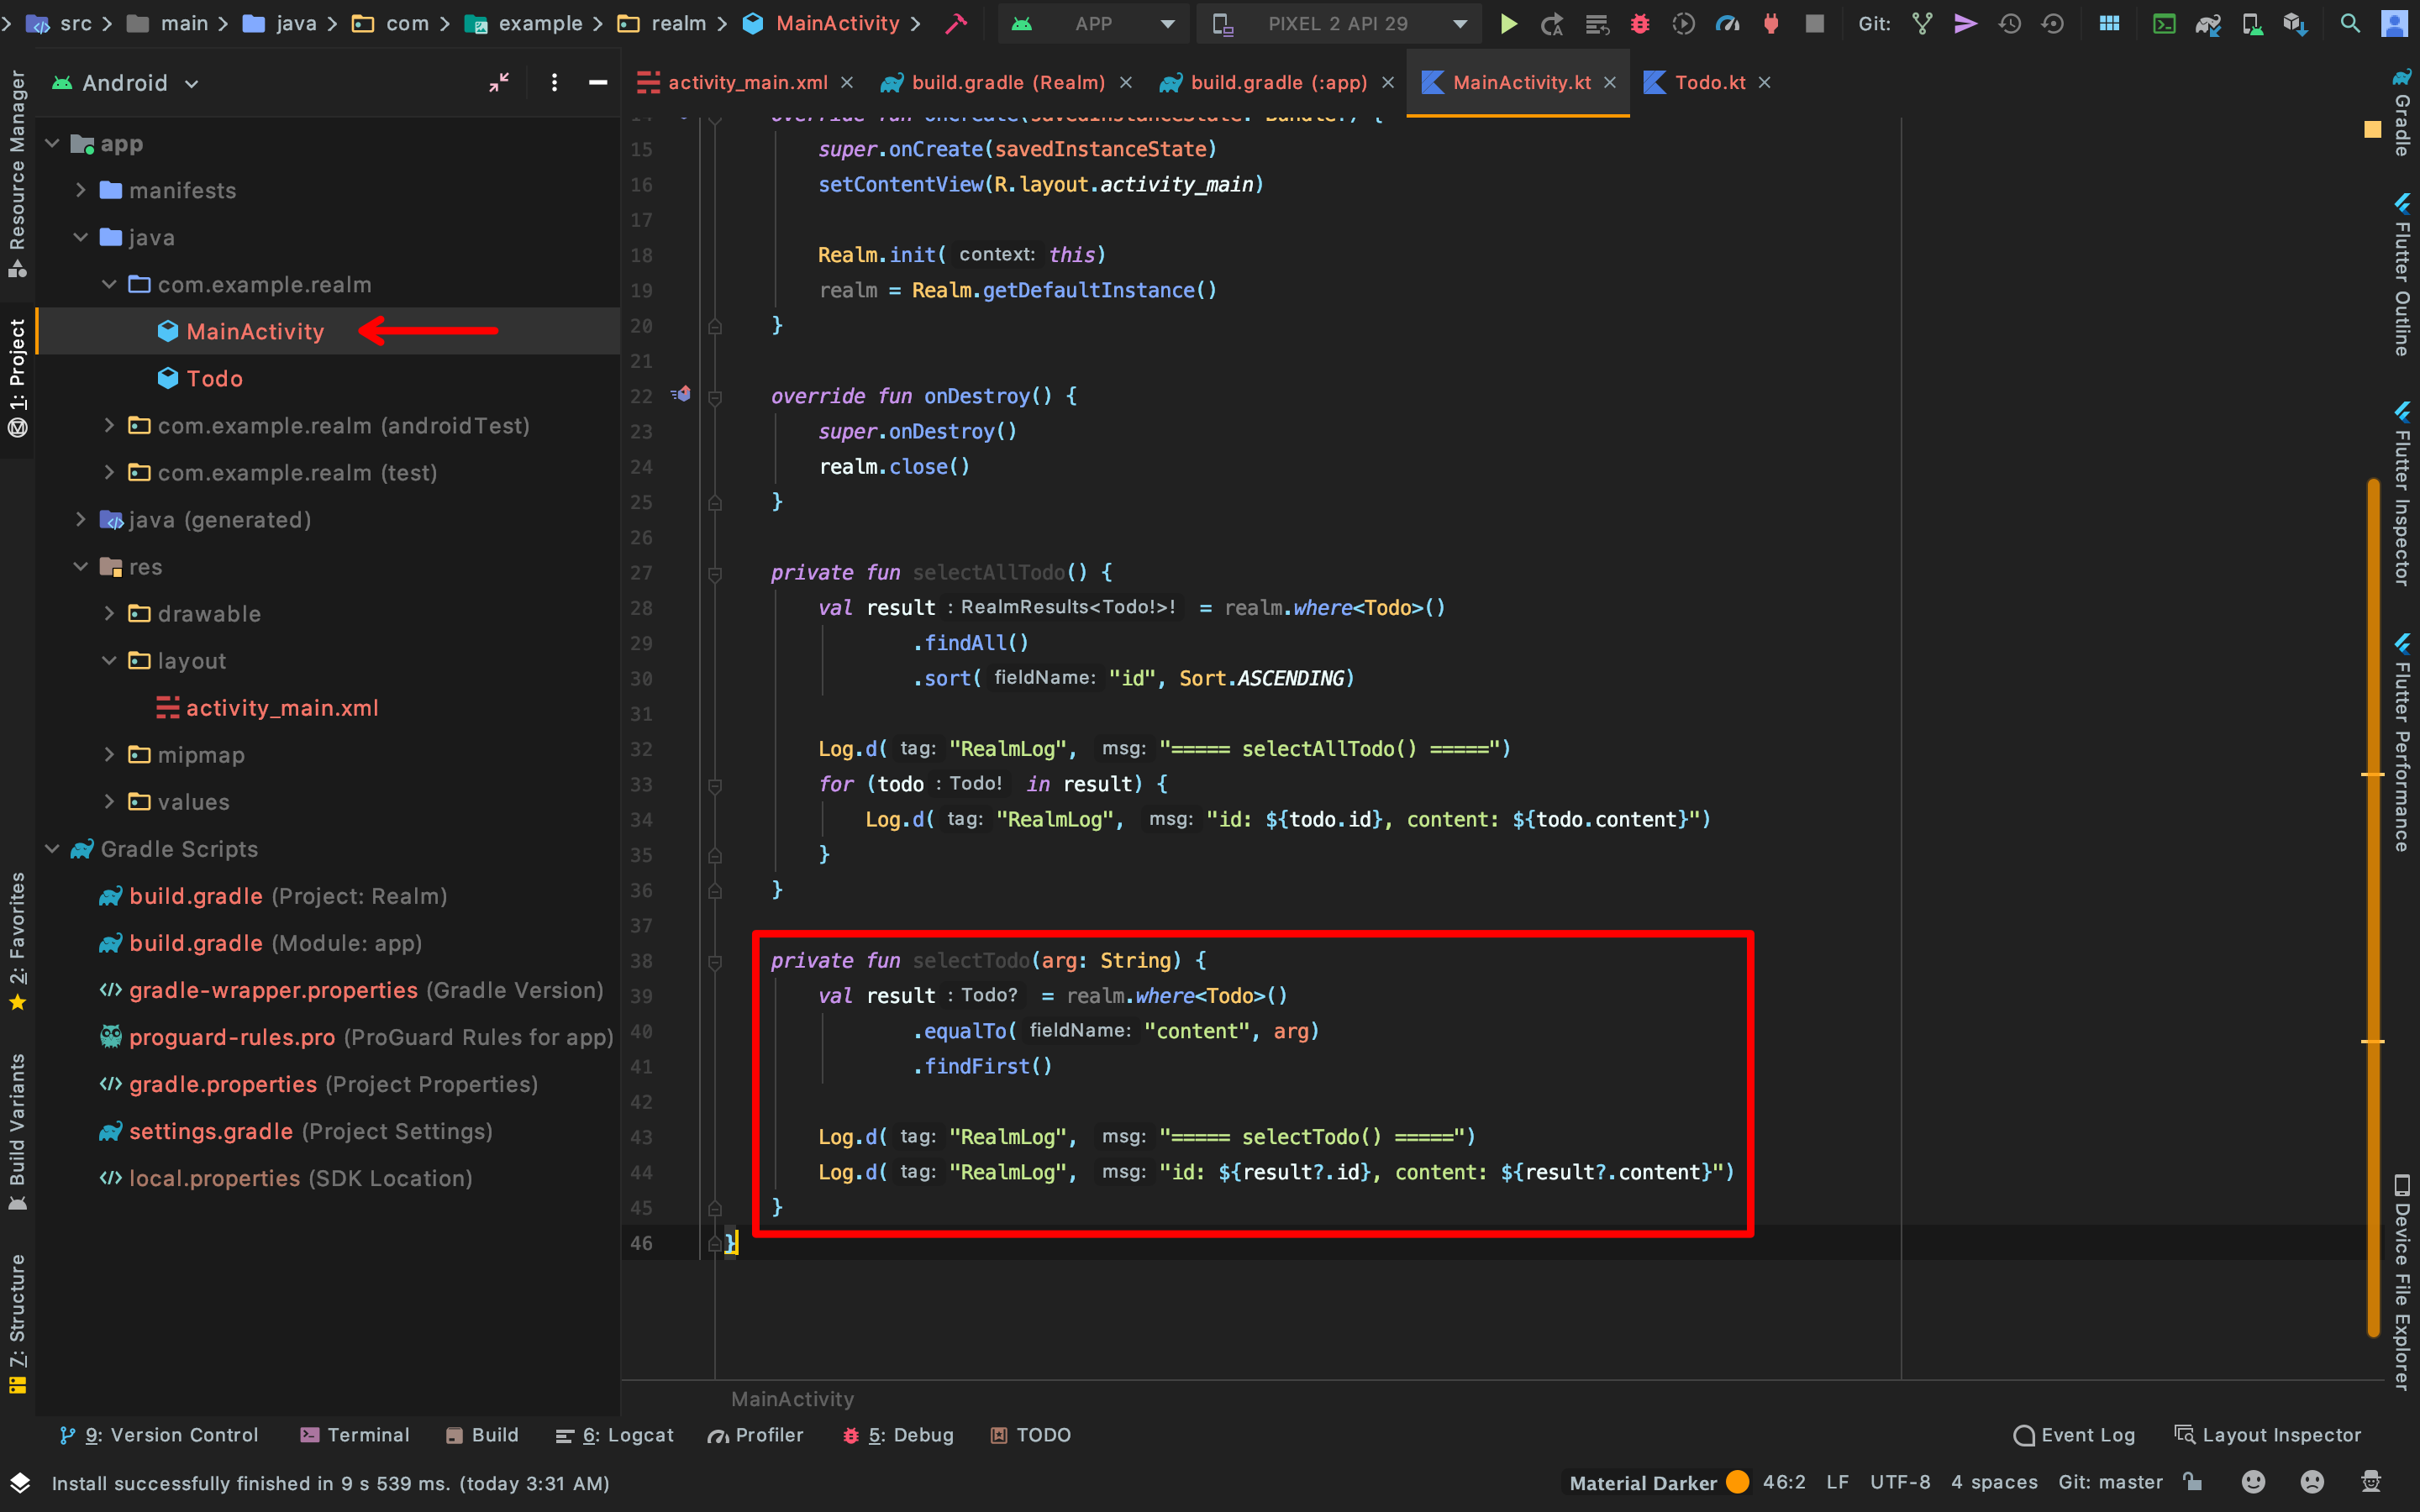 src main java com example realm MainActivity APP PIXEL 2 API 29 Git:
Android
activity_main.xml build.gradle (Realm) build.gradle (:app) MainActivity.kt Todo.kt
Resource Manager
1: Project
2: Favorites
Build Variants
7: Structure
app
manifests
java
com.example.realm
MainActivity
Todo
com.example.realm (androidTest)
com.example.realm (test)
java (generated)
res
drawable
layout
activity_main.xml
mipmap
values
Gradle Scripts
build.gradle (Project: Realm)
build.gradle (Module: app)
gradle-wrapper.properties (Gradle Version)
proguard-rules.pro (ProGuard Rules for app)
gradle.properties (Project Properties)
settings.gradle (Project Settings)
local.properties (SDK Location)
14 override fun onCreate(savedInstanceState: Bundle?) {
15 super.onCreate(savedInstanceState)
16 setContentView(R.layout.activity_main)
17
18 Realm.init( context: this)
19 realm = Realm.getDefaultInstance()
20 }
21
22 override fun onDestroy() {
23 super.onDestroy()
24 realm.close()
25 }
26
27 private fun selectAllTodo() {
28 val result : RealmResults<Todo!>! = realm.where<Todo>()
29 .findAll()
30 .sort( fieldName: "id", Sort.ASCENDING)
31
32 Log.d( tag: "RealmLog", msg: "===== selectAllTodo() =====")
33 for (todo : Todo! in result) {
34 Log.d( tag: "RealmLog", msg: "id: ${todo.id}, content: ${todo.content}")
35 }
36 }
37
38 private fun selectTodo(arg: String) {
39 val result : Todo? = realm.where<Todo>()
40 .equalTo( fieldName: "content", arg)
41 .findFirst()
42
43 Log.d( tag: "RealmLog", msg: "===== selectTodo() =====")
44 Log.d( tag: "RealmLog", msg: "id: ${result?.id}, content: ${result?.content}")
45 }
46 }
MainActivity
Gradle
Flutter Outline
Flutter Inspector
Flutter Performance
Device File Explorer
9: Version Control Terminal Build 6: Logcat Profiler 5: Debug TODO Event Log Layout Inspector
Install successfully finished in 9 s 539 ms. (today 3:31 AM) Material Darker 46:2 LF UTF-8 4 spaces Git: master